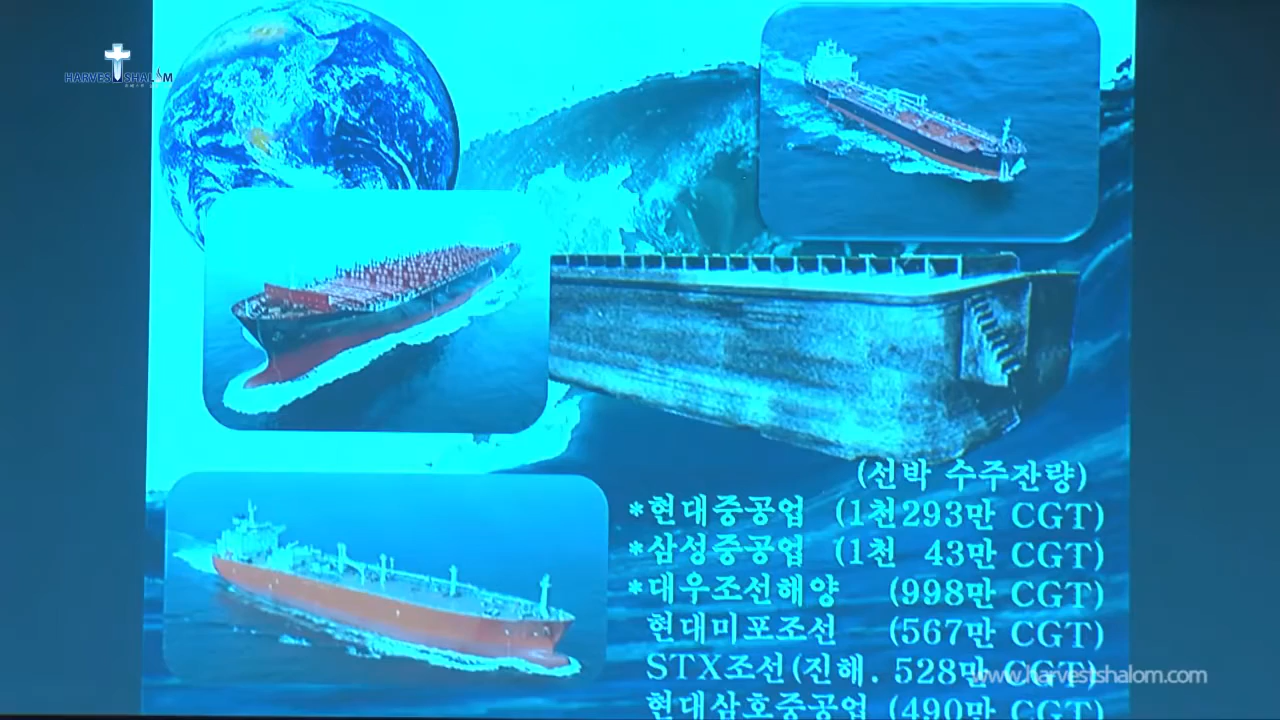 HARVEST SHALOM
(선박 수주잔량)
*현대중공업 (1천293만 CGT)
*삼성중공업 (1천 43만 CGT)
*대우조선해양 (998만 CGT)
현대미포조선 (567만 CGT)
STX조선(진해. 528만 CGT)
www.harvestshalom.com
현대삼호중공업 (490만 CGT)